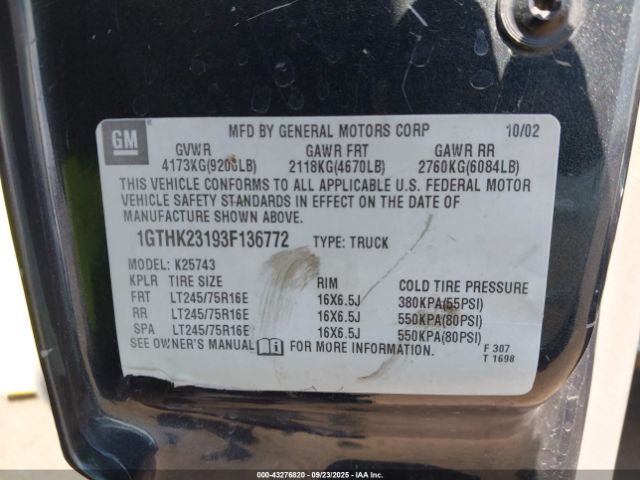 GM
MFD BY GENERAL MOTORS CORP 10/02
GVWR GAWR FRT GAWR RR
4173KG(9200LB) 2118KG(4670LB) 2760KG(6084LB)
THIS VEHICLE CONFORMS TO ALL APPLICABLE U.S. FEDERAL MOTOR
VEHICLE SAFETY STANDARDS IN EFFECT ON THE DATE OF
MANUFACTURE SHOWN ABOVE.
1GTHK23193F136772 TYPE: TRUCK
MODEL: K25743
KPLR TIRE SIZE RIM COLD TIRE PRESSURE
FRT LT245/75R16E 16X6.5J 380KPA(55PSI)
RR LT245/75R16E 16X6.5J 550KPA(80PSI)
SPA LT245/75R16E 16X6.5J 550KPA(80PSI)
SEE OWNER'S MANUAL FOR MORE INFORMATION.
F 307
T 1698
000-43276820 - 09/23/2025 - IAA Inc.